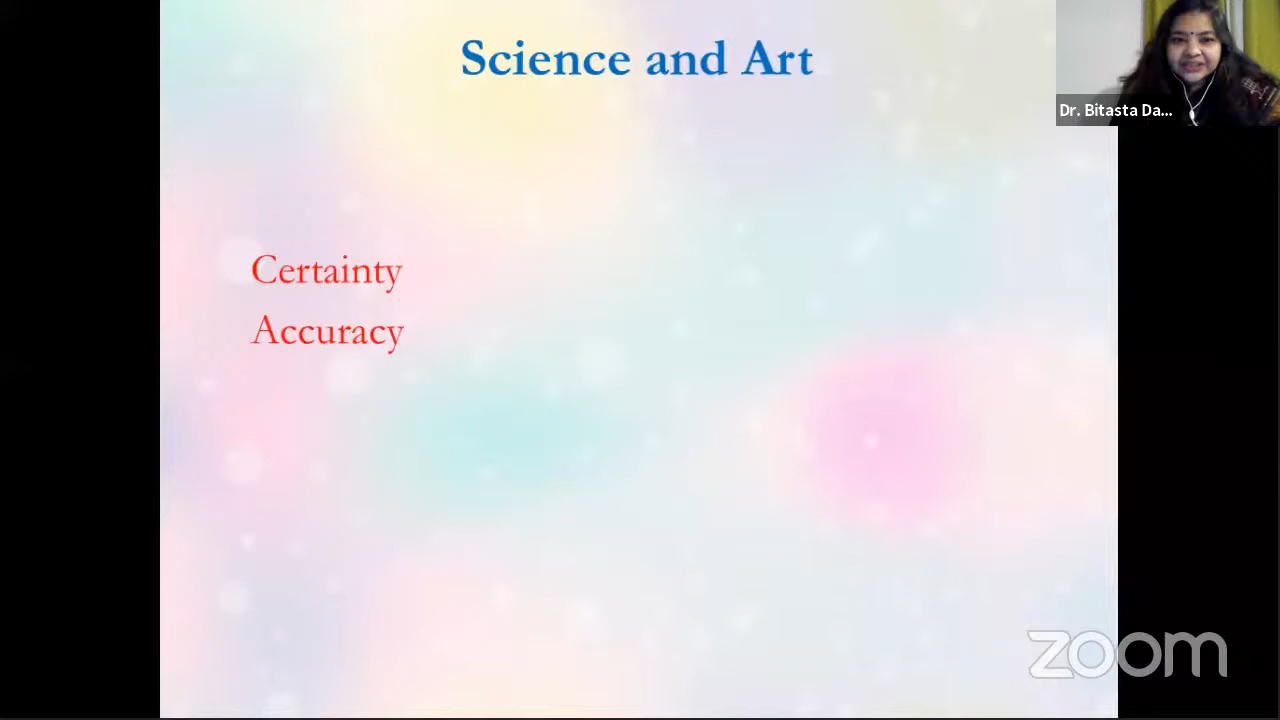 Science and Art
Dr. Bitasta Da...
Certainty
Accuracy
zoom